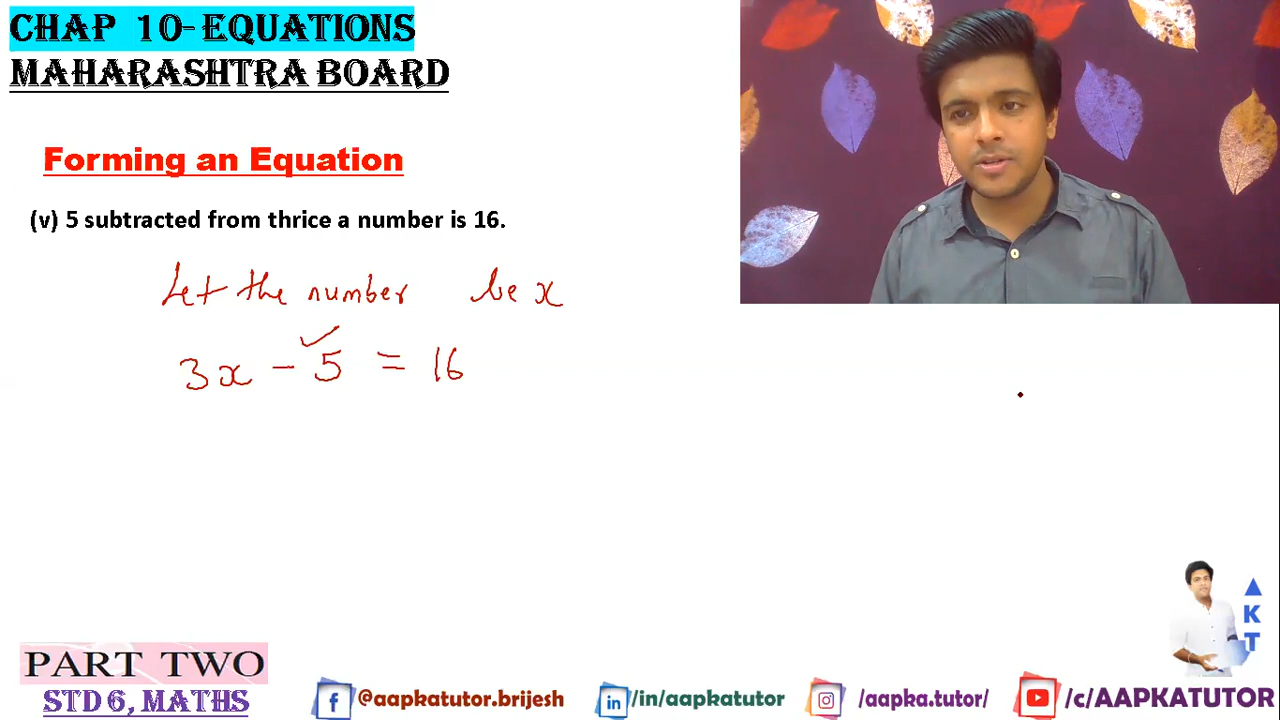 CHAP 10-EQUATIONS
MAHARASHTRA BOARD
Forming an Equation
(v) 5 subtracted from thrice a number is 16.
Let the number be x
3x - 5 = 16
AKT
PART TWO
STD 6, MATHS
@aapkatutor.brijesh
/in/aapkatutor
/aapka.tutor/
/c/AAPKATUTOR